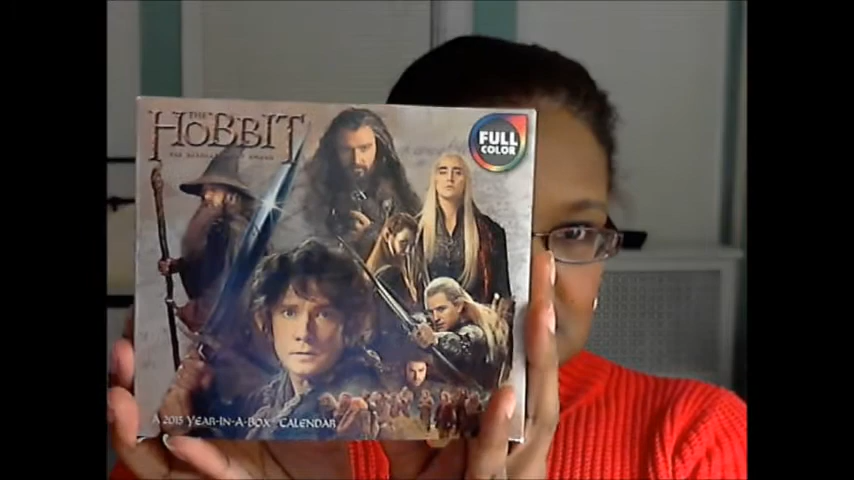 THE
HOBBIT
FULL
COLOR
A 2015 YEAR-IN-A-BOX CALENDAR